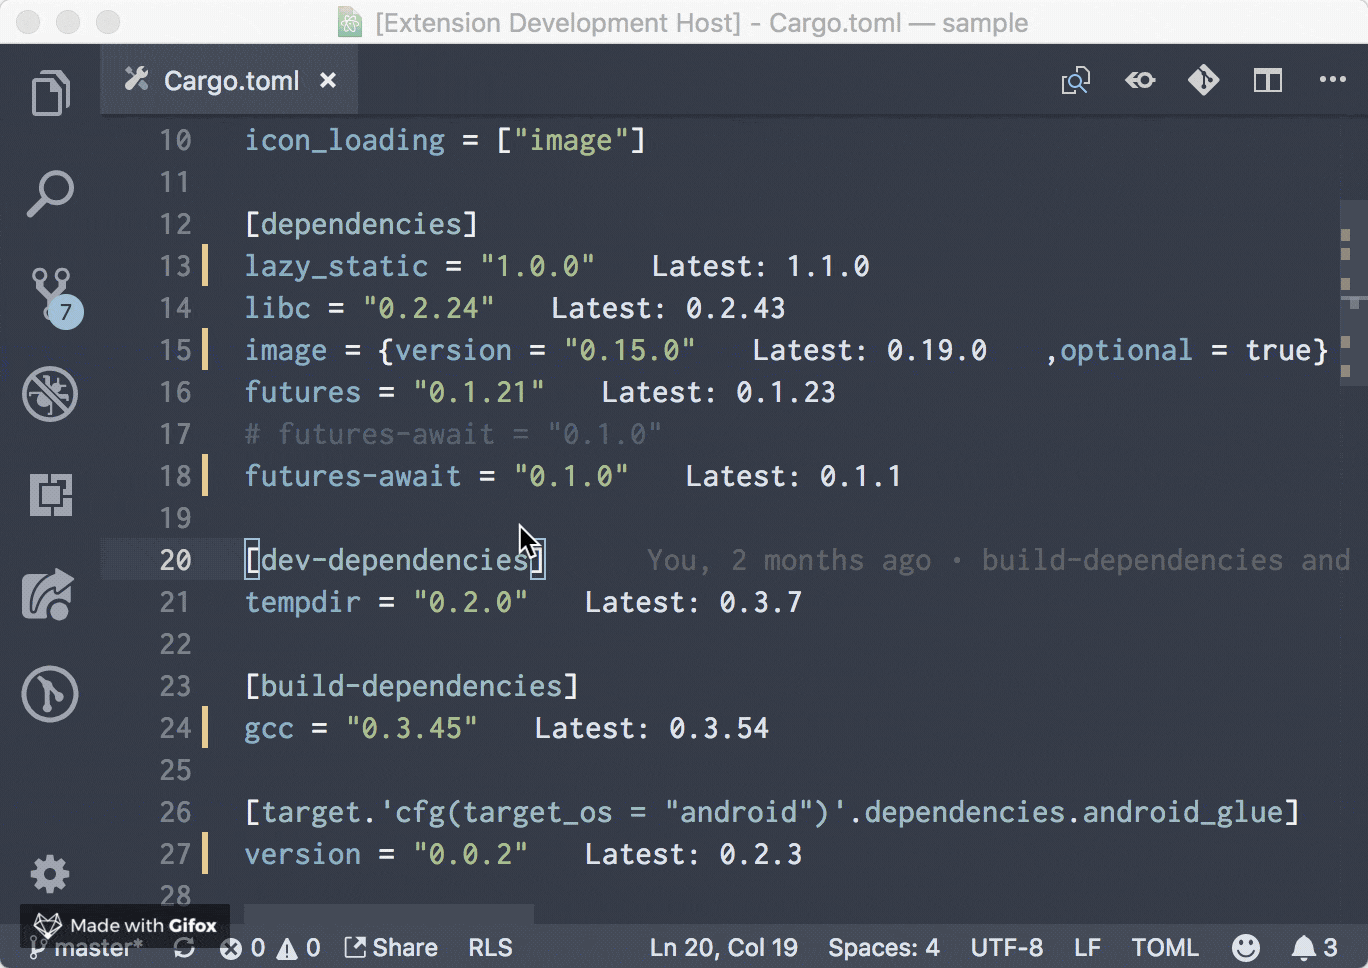 [Extension Development Host] - Cargo.toml — sample
Cargo.toml ×
10 icon_loading = ["image"]
11
12 [dependencies]
13 lazy_static = "1.0.0" Latest: 1.1.0
14 libc = "0.2.24" Latest: 0.2.43
15 image = {version = "0.15.0" Latest: 0.19.0 ,optional = true}
16 futures = "0.1.21" Latest: 0.1.23
17 # futures-await = "0.1.0"
18 futures-await = "0.1.0" Latest: 0.1.1
7
19
20 [dev-dependencies] You, 2 months ago • build-dependencies and
21 tempdir = "0.2.0" Latest: 0.3.7
22
23 [build-dependencies]
24 gcc = "0.3.45" Latest: 0.3.54
25
26 [target.'cfg(target_os = "android")'.dependencies.android_glue]
27 version = "0.0.2" Latest: 0.2.3
28
Made with Gifox
master* 0 0 Share RLS Ln 20, Col 19 Spaces: 4 UTF-8 LF TOML 3